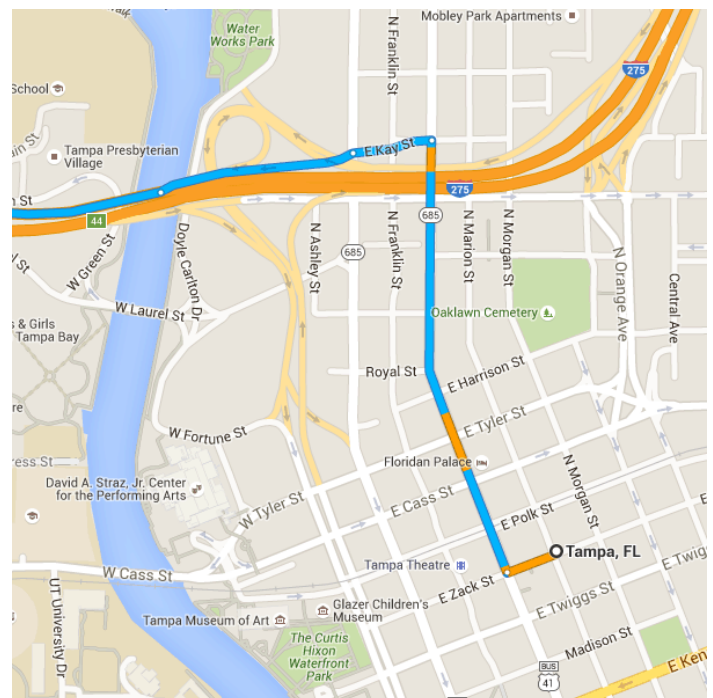 Water
Works Park
Mobley Park Apartments
N Franklin St
275
School
Tampa Presbyterian
Village
E Kay St
275
44
685
N Ashley St
685
N Franklin St
N Marion St
N Morgan St
N Orange Ave
Central Ave
Doyle Carlton Dr
W Green St
W Laurel St
s & Girls
Tampa Bay
Oaklawn Cemetery
Royal St
E Harrison St
E Tyler St
W Fortune St
Floridan Palace
David A. Straz, Jr. Center
for the Performing Arts
W Tyler St
E Cass St
N Morgan St
E Polk St
Tampa, FL
W Cass St
Tampa Theatre
E Zack St
E Twiggs St
E Twigg
UT University Dr
Tampa Museum of Art
Glazer Children's
Museum
The Curtis
Hixon
Waterfront
Park
Madison St
BUS
41
E Ken